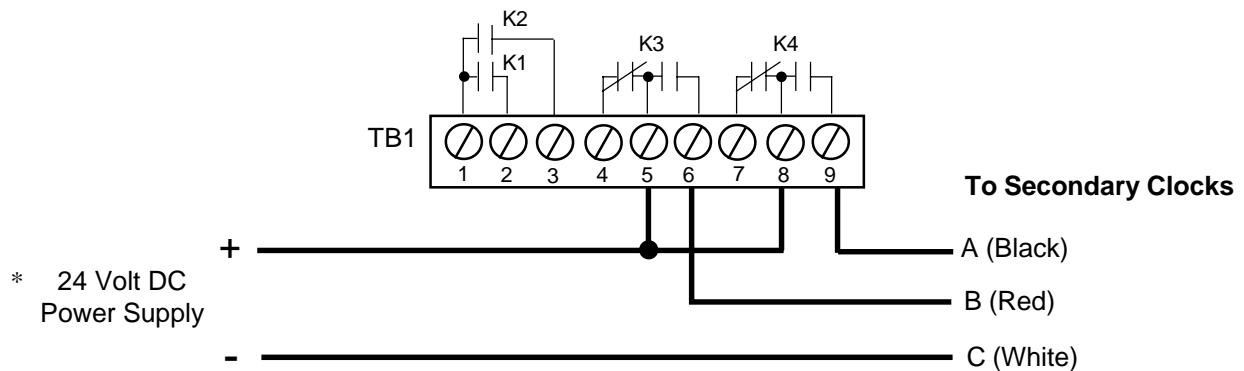 K2
K1
K3
K4
TB1
1 2 3 4 5 6 7 8 9
To Secondary Clocks
+
A (Black)
* 24 Volt DC
Power Supply
B (Red)
-
C (White)